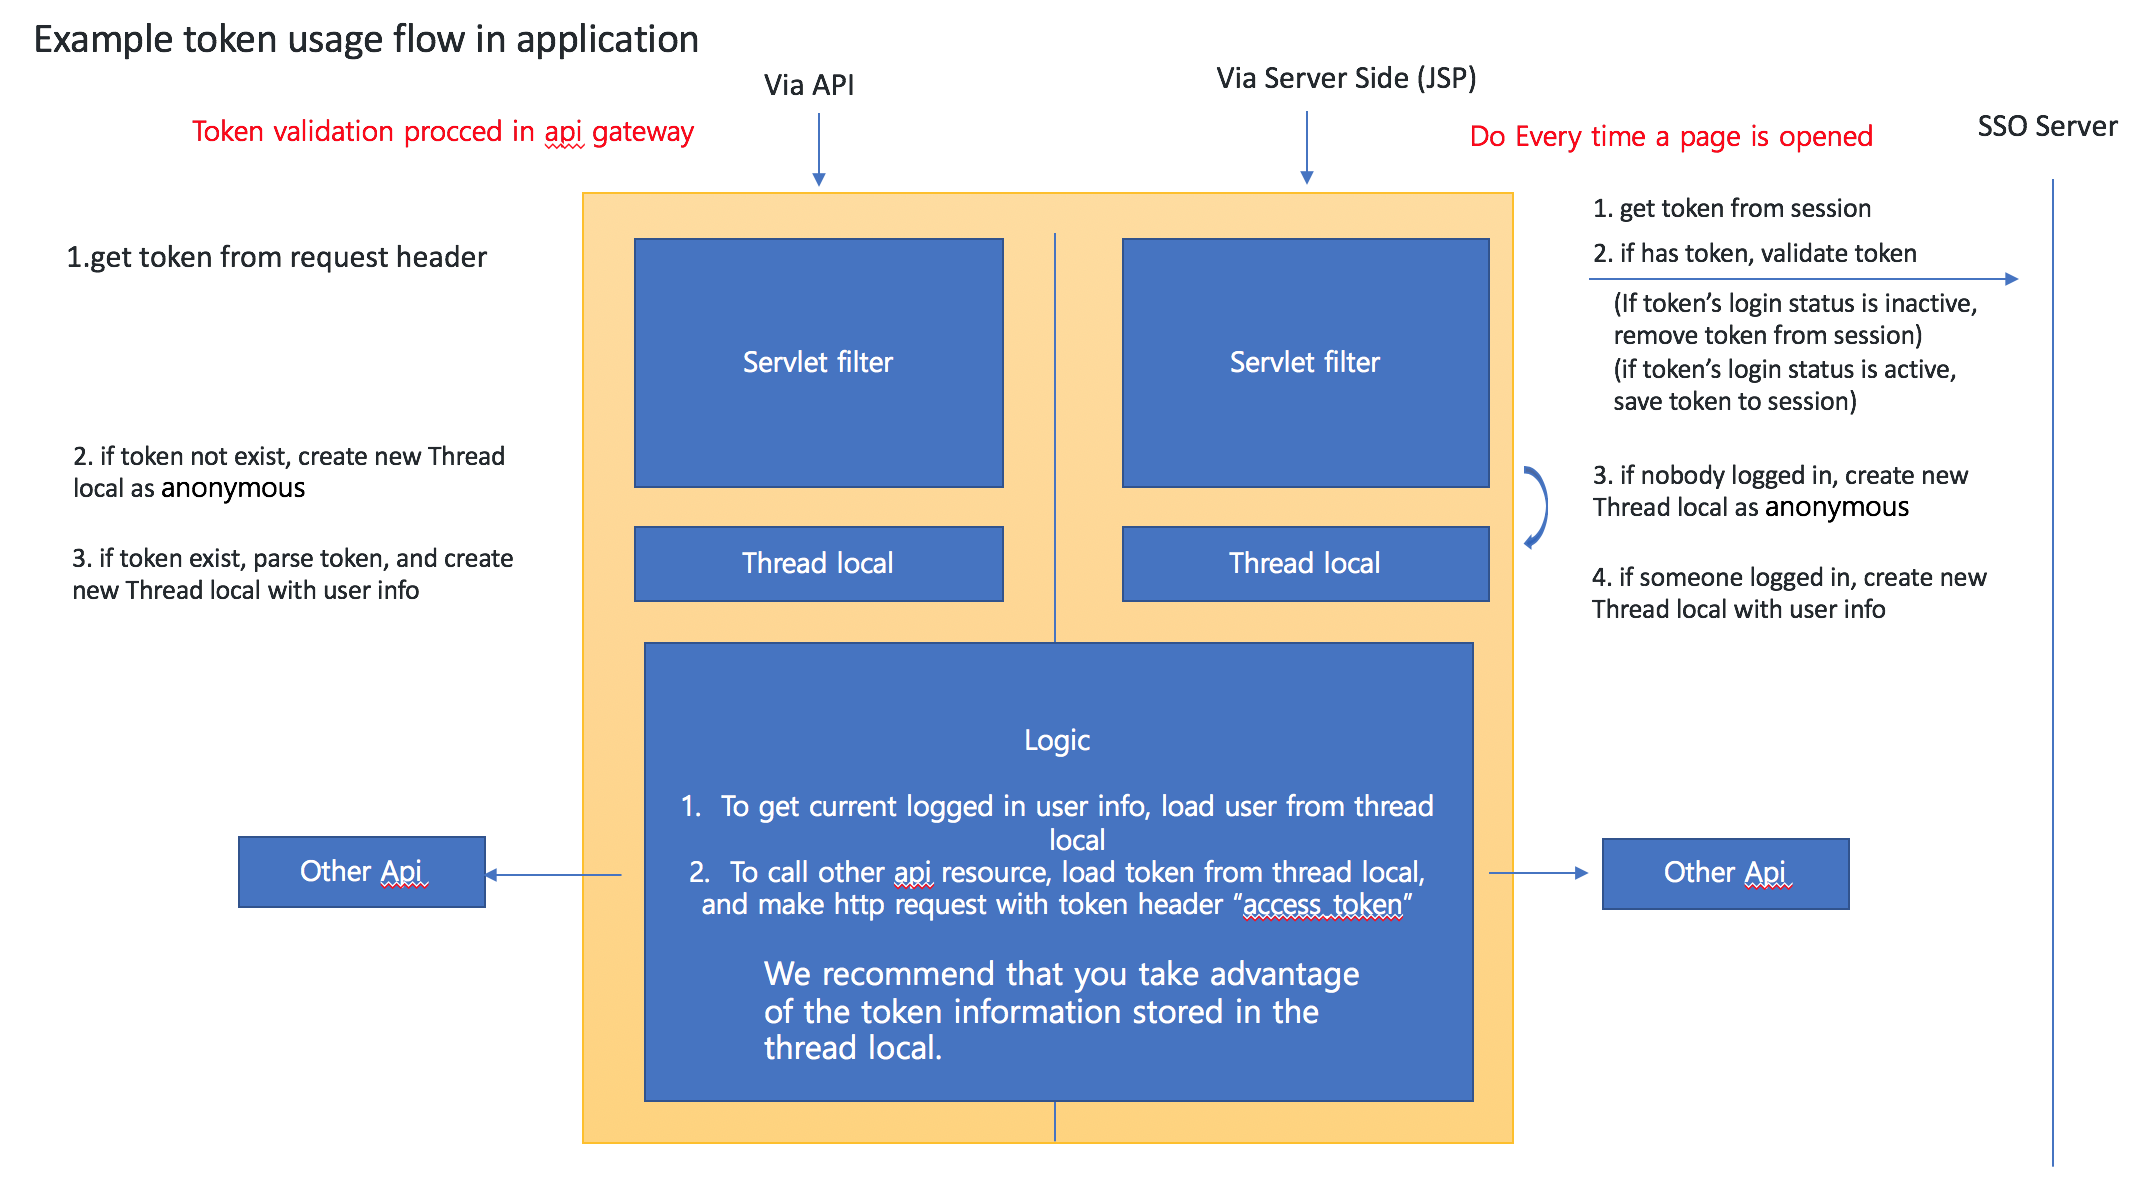 Example token usage flow in application
Via API
Via Server Side (JSP)
Token validation procced in api gateway
Do Every time a page is opened
SSO Server
1.get token from request header
2. if token not exist, create new Thread
local as anonymous
3. if token exist, parse token, and create
new Thread local with user info
Servlet filter
Servlet filter
Thread local
Thread local
1. get token from session
2. if has token, validate token
(If token’s login status is inactive,
remove token from session)
(if token’s login status is active,
save token to session)
3. if nobody logged in, create new
Thread local as anonymous
4. if someone logged in, create new
Thread local with user info
Logic
1. To get current logged in user info, load user from thread
local
2. To call other api resource, load token from thread local,
and make http request with token header “access_token”
We recommend that you take advantage
of the token information stored in the
thread local.
Other Api
Other Api